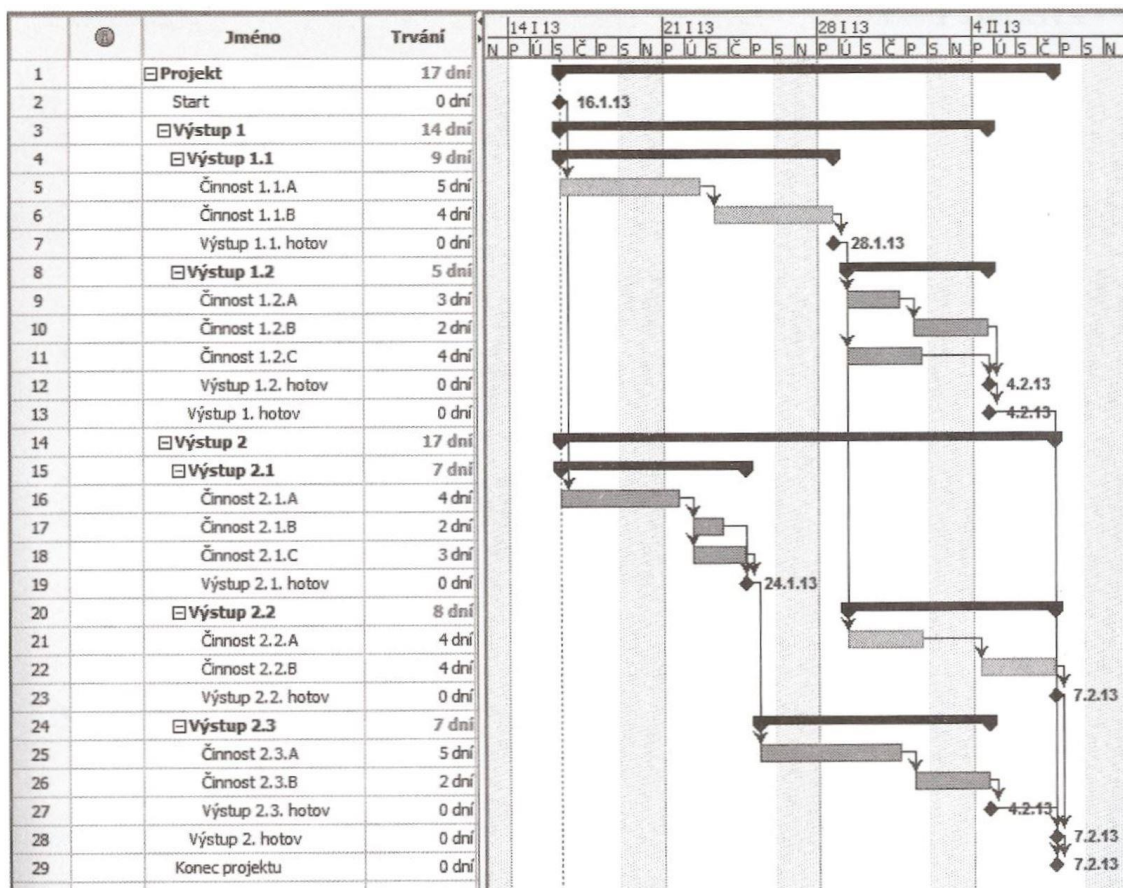 Jméno Trvání 14 I 13 21 I 13 28 I 13 4 II 13
N P Ú S Č P S N P Ú S Č P S N P Ú S Č P S N P Ú S Č P S N
1 Projekt 17 dní
2 Start 0 dní 16.1.13
3 Výstup 1 14 dní
4 Výstup 1.1 9 dní
5 Činnost 1.1.A 5 dní
6 Činnost 1.1.B 4 dní
7 Výstup 1.1. hotov 0 dní 28.1.13
8 Výstup 1.2 5 dní
9 Činnost 1.2.A 3 dní
10 Činnost 1.2.B 2 dní
11 Činnost 1.2.C 4 dní
12 Výstup 1.2. hotov 0 dní 4.2.13
13 Výstup 1. hotov 0 dní 4.2.13
14 Výstup 2 17 dní
15 Výstup 2.1 7 dní
16 Činnost 2.1.A 4 dní
17 Činnost 2.1.B 2 dní
18 Činnost 2.1.C 3 dní
19 Výstup 2.1. hotov 0 dní 24.1.13
20 Výstup 2.2 8 dní
21 Činnost 2.2.A 4 dní
22 Činnost 2.2.B 4 dní
23 Výstup 2.2. hotov 0 dní 7.2.13
24 Výstup 2.3 7 dní
25 Činnost 2.3.A 5 dní
26 Činnost 2.3.B 2 dní
27 Výstup 2.3. hotov 0 dní 4.2.13
28 Výstup 2. hotov 0 dní 7.2.13
29 Konec projektu 0 dní 7.2.13